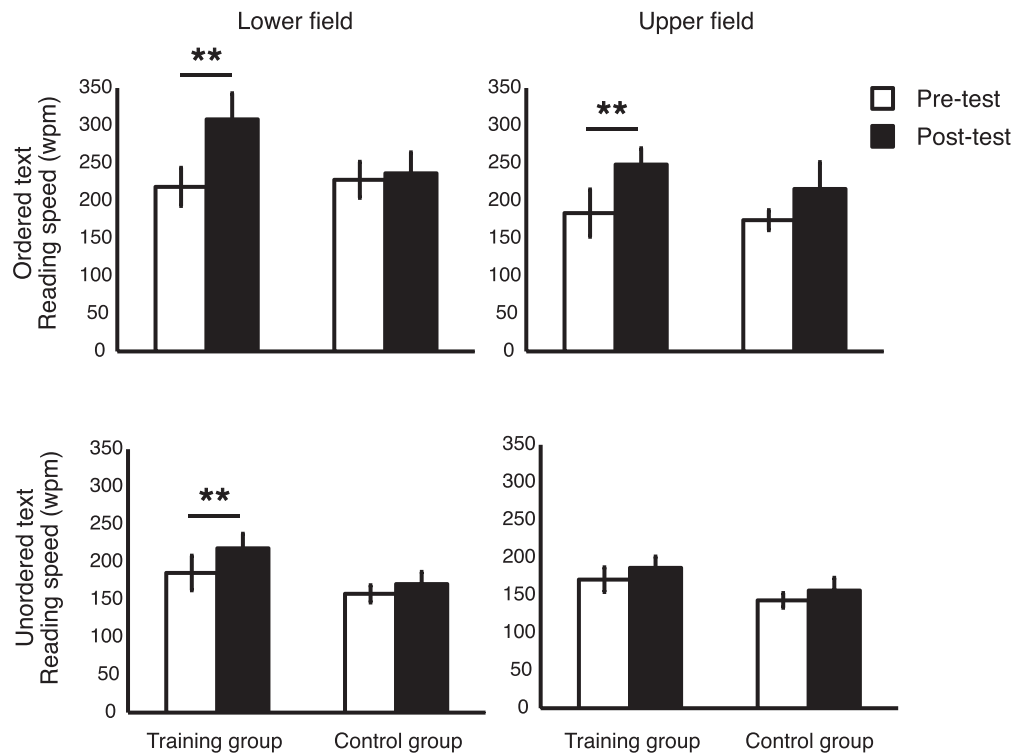 Lower field
Upper field
**
350
300
250
200
150
100
50
0
Ordered text
Reading speed (wpm)
**
350
300
250
200
150
100
50
0
Pre-test
Post-test
**
350
300
250
200
150
100
50
0
Unordered text
Reading speed (wpm)
Training group
Control group
350
300
250
200
150
100
50
0
Training group
Control group